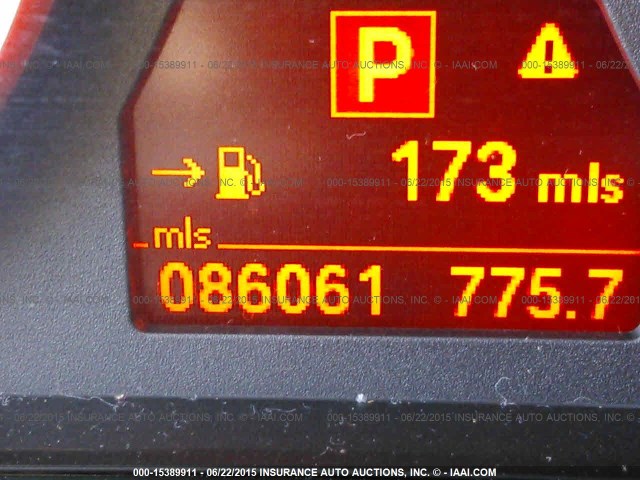 P
173 mls
mls
086061 775.7
000-15389911 - 06/22/2015 INSURANCE AUTO AUCTIONS, INC. © - IAAI.COM